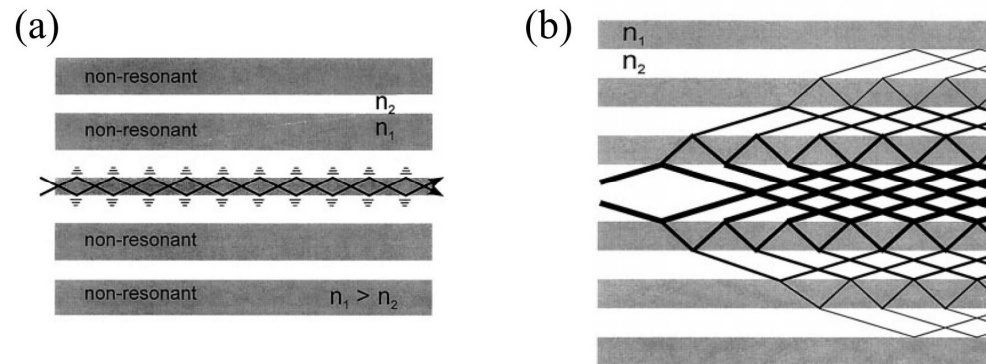 (a)
non-resonant
n₂
non-resonant
n₁
non-resonant
non-resonant
n₁ > n₂
(b)
n₁
n₂